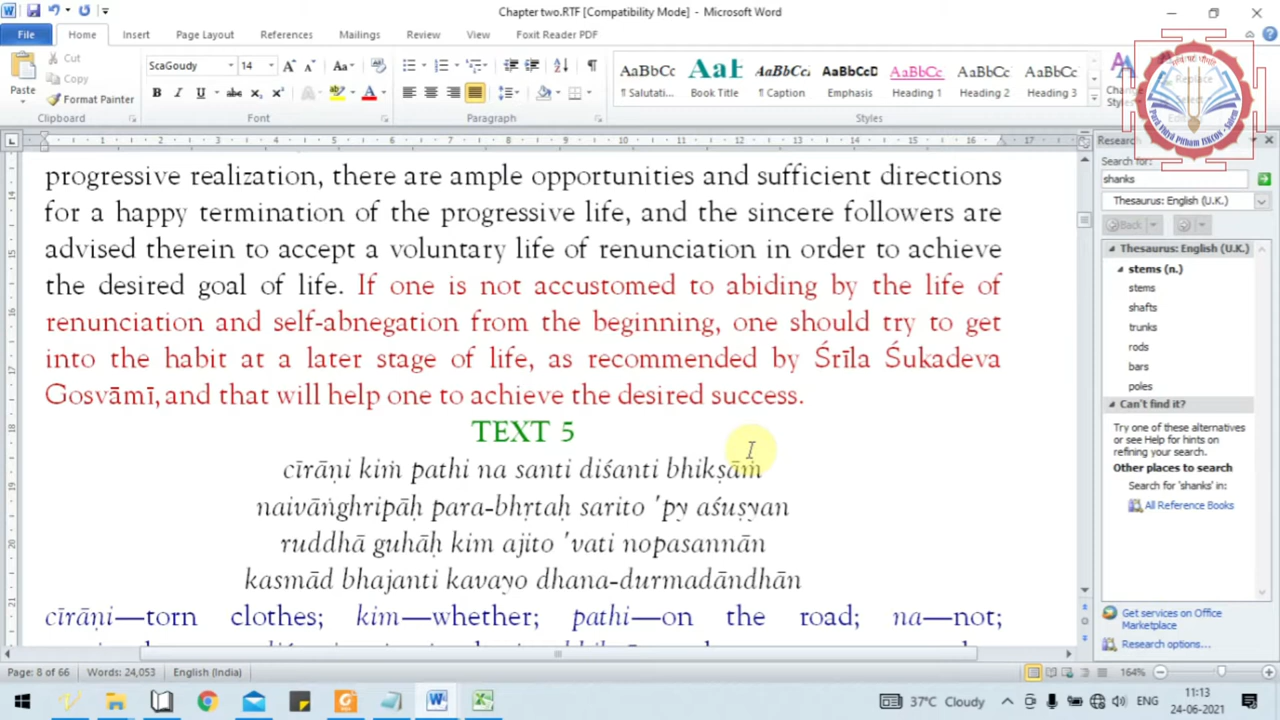 Chapter two.RTF [Compatibility Mode] - Microsoft Word
File Home Insert Page Layout References Mailings Review View Foxit Reader PDF
Paste Cut Copy Format Painter Clipboard
ScaGoudy 14 Font
Paragraph
AaBbCc AaB AaBbCc AaBbCcD AaBbCc AaBbCc AaBbCc
¶ Salutati... Book Title ¶ Caption Emphasis Heading 1 Heading 2 Heading 3
Styles
Replace
progressive realization, there are ample opportunities and sufficient directions
for a happy termination of the progressive life, and the sincere followers are
advised therein to accept a voluntary life of renunciation in order to achieve
the desired goal of life. If one is not accustomed to abiding by the life of
renunciation and self-abnegation from the beginning, one should try to get
into the habit at a later stage of life, as recommended by Śrīla Śukadeva
Gosvāmī, and that will help one to achieve the desired success.
TEXT 5
cīrāṇi kiṁ pathi na santi diśanti bhikṣāṁ
naivāṅghripāḥ para-bhṛtaḥ sarito 'py aśuṣyan
ruddhā guhāḥ kim ajito 'vati nopasannān
kasmād bhajanti kavayo dhana-durmadāndhān
cīrāṇi—torn clothes; kim—whether; pathi—on the road; na—not;
Search for:
shanks
Thesaurus: English (U.K.)
Back
Thesaurus: English (U.K.)
stems (n.)
stems
shafts
trunks
rods
bars
poles
Can't find it?
Try one of these alternatives
or see Help for hints on
refining your search.
Other places to search
Search for 'shanks' in:
All Reference Books
Get services on Office
Marketplace
Research options...
Page: 8 of 66 Words: 24,053 English (India) 164%
37°C Cloudy ENG 11:13
24-06-2021